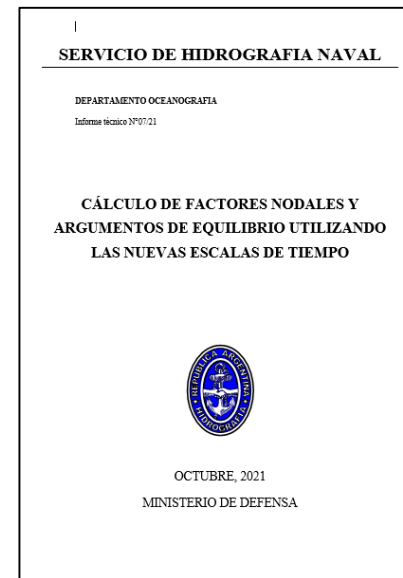 SERVICIO DE HIDROGRAFIA NAVAL
DEPARTAMENTO OCEANOGRAFIA
Informe técnico Nº07/21
CÁLCULO DE FACTORES NODALES Y
ARGUMENTOS DE EQUILIBRIO UTILIZANDO
LAS NUEVAS ESCALAS DE TIEMPO
REPUBLICA ARGENTINA
HIDROGRAFIA
OCTUBRE, 2021
MINISTERIO DE DEFENSA